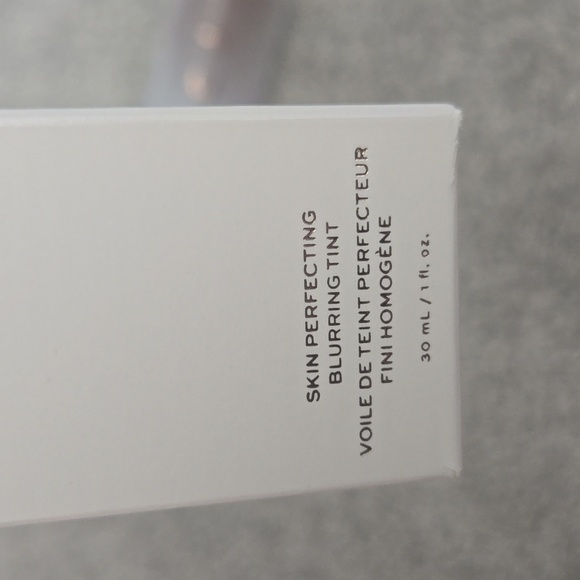 SKIN PERFECTING
BLURRING TINT
VOILE DE TEINT PERFECTEUR
FINI HOMOGÈNE
30 mL / 1 fl. oz.